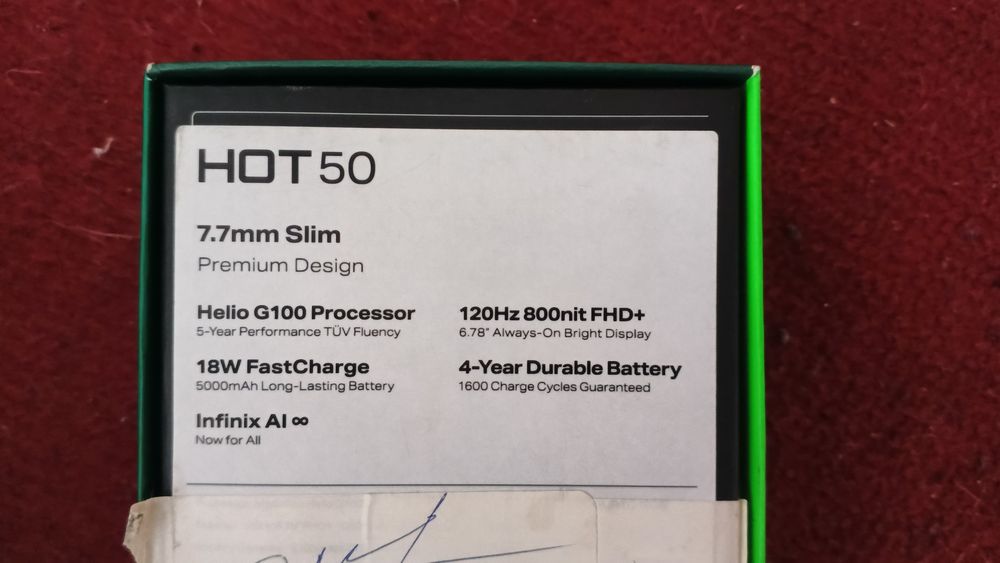 HOT 50
7.7mm Slim
Premium Design
Helio G100 Processor
5-Year Performance TÜV Fluency
120Hz 800nit FHD+
6.78" Always-On Bright Display
18W FastCharge
5000mAh Long-Lasting Battery
4-Year Durable Battery
1600 Charge Cycles Guaranteed
Infinix AI ∞
Now for All